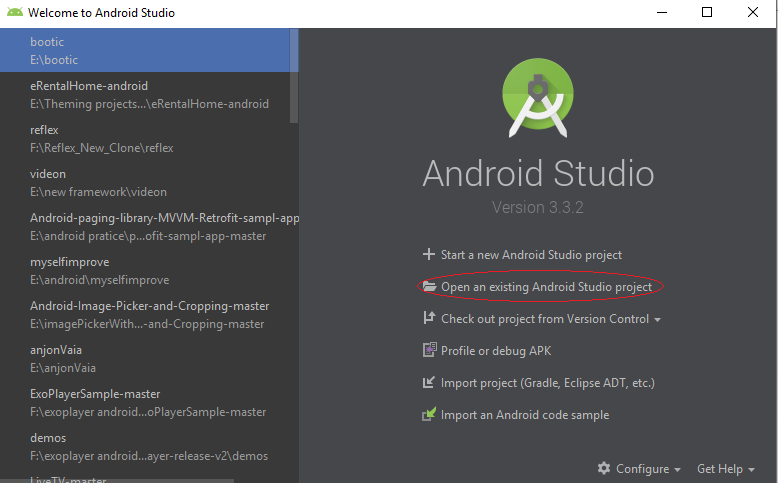 Welcome to Android Studio
bootic
E:\bootic
eRentalHome-android
E:\Theming projects...\eRentalHome-android
reflex
F:\Reflex_New_Clone\reflex
videon
E:\new framework\videon
Android-paging-library-MVVM-Retrofit-sampl-app
E:\android pratice\p...ofit-sampl-app-master
myselfimprove
E:\android\myselfimprove
Android-Image-Picker-and-Cropping-master
E:\imagePickerWith...-and-Cropping-master
anjonVaia
E:\anjonVaia
ExoPlayerSample-master
F:\exoplayer android...oPlayerSample-master
demos
F:\exoplayer android...ayer-release-v2\demos
LiveTV-master
Android Studio
Version 3.3.2
Start a new Android Studio project
Open an existing Android Studio project
Check out project from Version Control
Profile or debug APK
Import project (Gradle, Eclipse ADT, etc.)
Import an Android code sample
Configure
Get Help